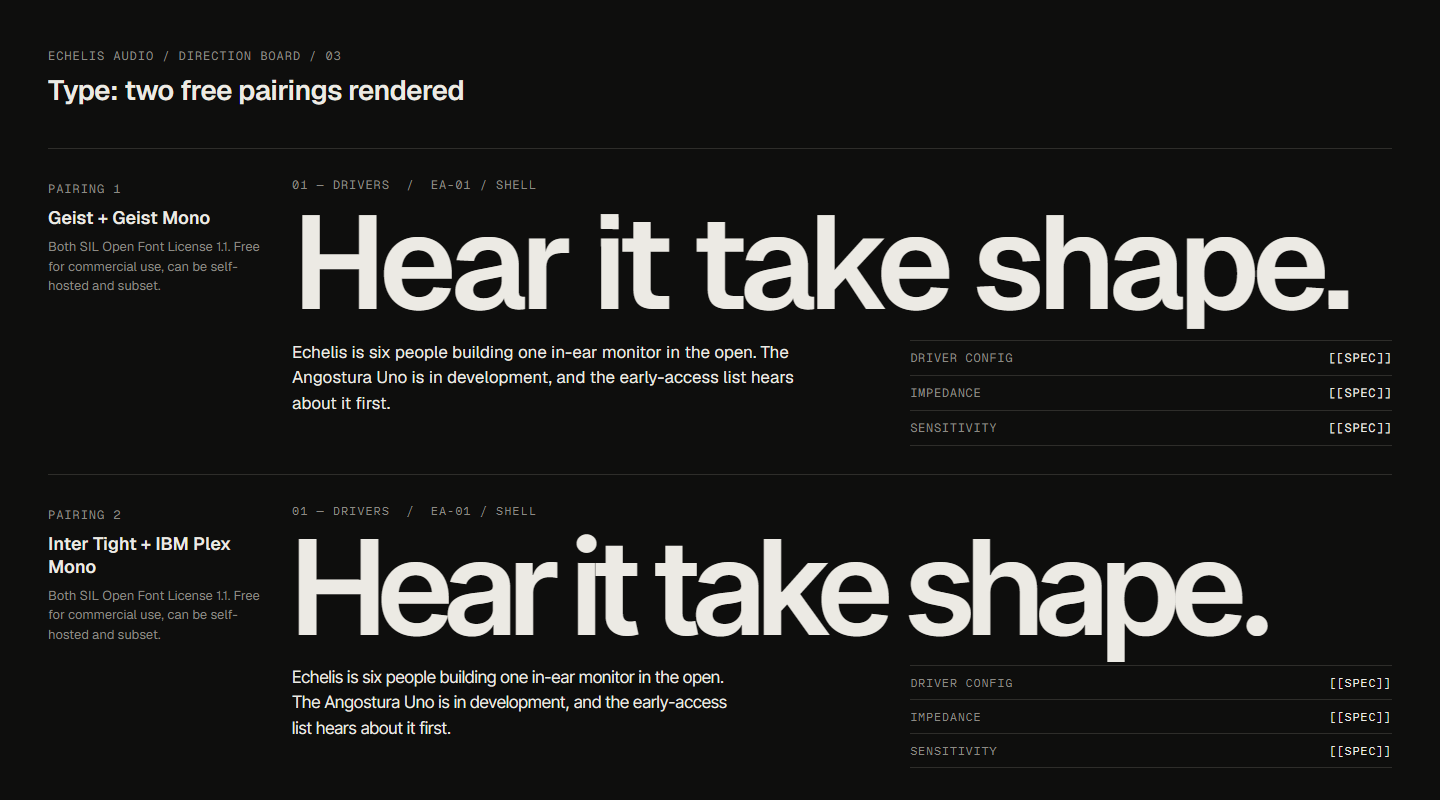 ECHELIS AUDIO / DIRECTION BOARD / 03
Type: two free pairings rendered
PAIRING 1
Geist + Geist Mono
Both SIL Open Font License 1.1. Free
for commercial use, can be self-
hosted and subset.
01 — DRIVERS / EA-01 / SHELL
Hear it take shape.
Echelis is six people building one in-ear monitor in the open. The
Angostura Uno is in development, and the early-access list hears
about it first.
DRIVER CONFIG [[SPEC]]
IMPEDANCE [[SPEC]]
SENSITIVITY [[SPEC]]
PAIRING 2
Inter Tight + IBM Plex
Mono
Both SIL Open Font License 1.1. Free
for commercial use, can be self-
hosted and subset.
01 — DRIVERS / EA-01 / SHELL
Hear it take shape.
Echelis is six people building one in-ear monitor in the open.
The Angostura Uno is in development, and the early-access
list hears about it first.
DRIVER CONFIG [[SPEC]]
IMPEDANCE [[SPEC]]
SENSITIVITY [[SPEC]]